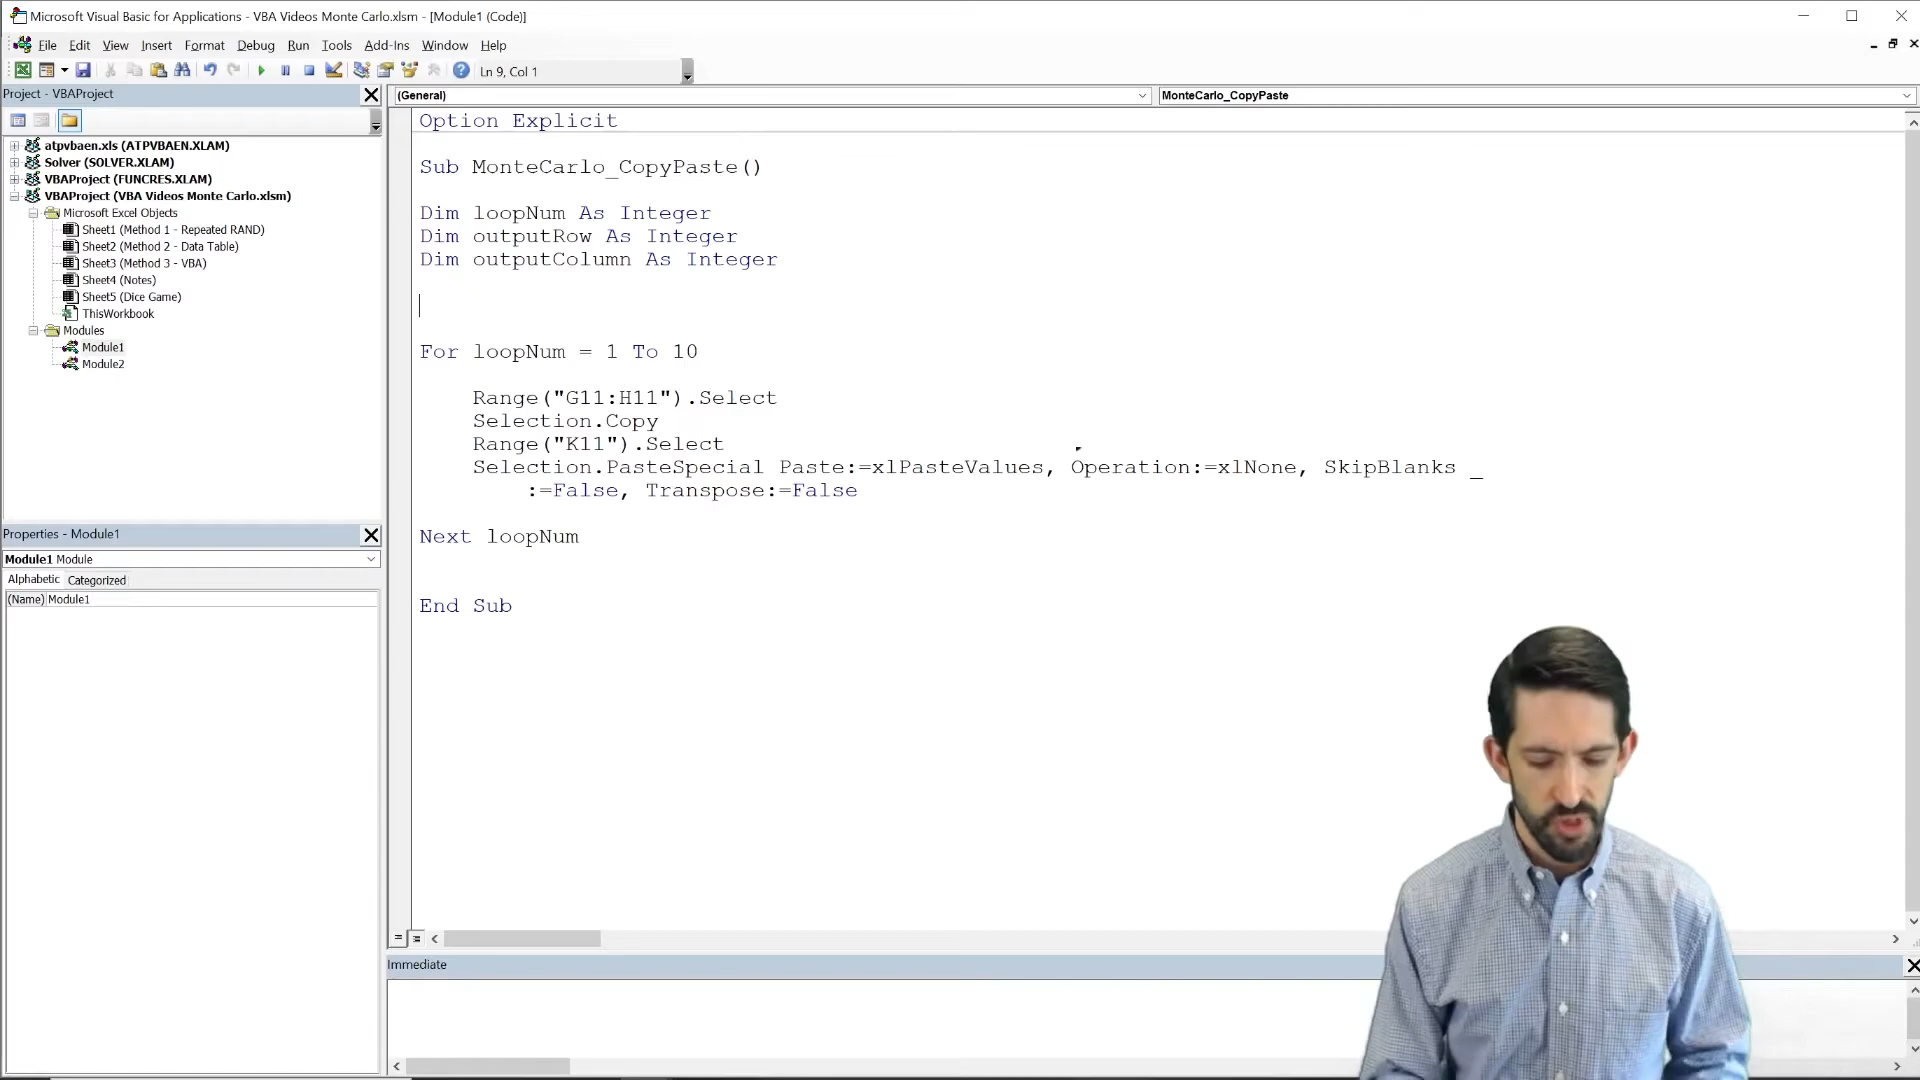 Microsoft Visual Basic for Applications - VBA Videos Monte Carlo.xlsm - [Module1 (Code)]
File Edit View Insert Format Debug Run Tools Add-Ins Window Help
Ln 9, Col 1
Project - VBAProject
(General)
MonteCarlo_CopyPaste
atpvbaen.xls (ATPVBAEN.XLAM)
Solver (SOLVER.XLAM)
VBAProject (FUNCRES.XLAM)
VBAProject (VBA Videos Monte Carlo.xlsm)
Microsoft Excel Objects
Sheet1 (Method 1 - Repeated RAND)
Sheet2 (Method 2 - Data Table)
Sheet3 (Method 3 - VBA)
Sheet4 (Notes)
Sheet5 (Dice Game)
ThisWorkbook
Modules
Module1
Module2
Properties - Module1
Module1 Module
Alphabetic Categorized
(Name) Module1
Option Explicit
Sub MonteCarlo_CopyPaste()
Dim loopNum As Integer
Dim outputRow As Integer
Dim outputColumn As Integer
For loopNum = 1 To 10
Range("G11:H11").Select
Selection.Copy
Range("K11").Select
Selection.PasteSpecial Paste:=xlPasteValues, Operation:=xlNone, SkipBlanks _
:=False, Transpose:=False
Next loopNum
End Sub
Immediate